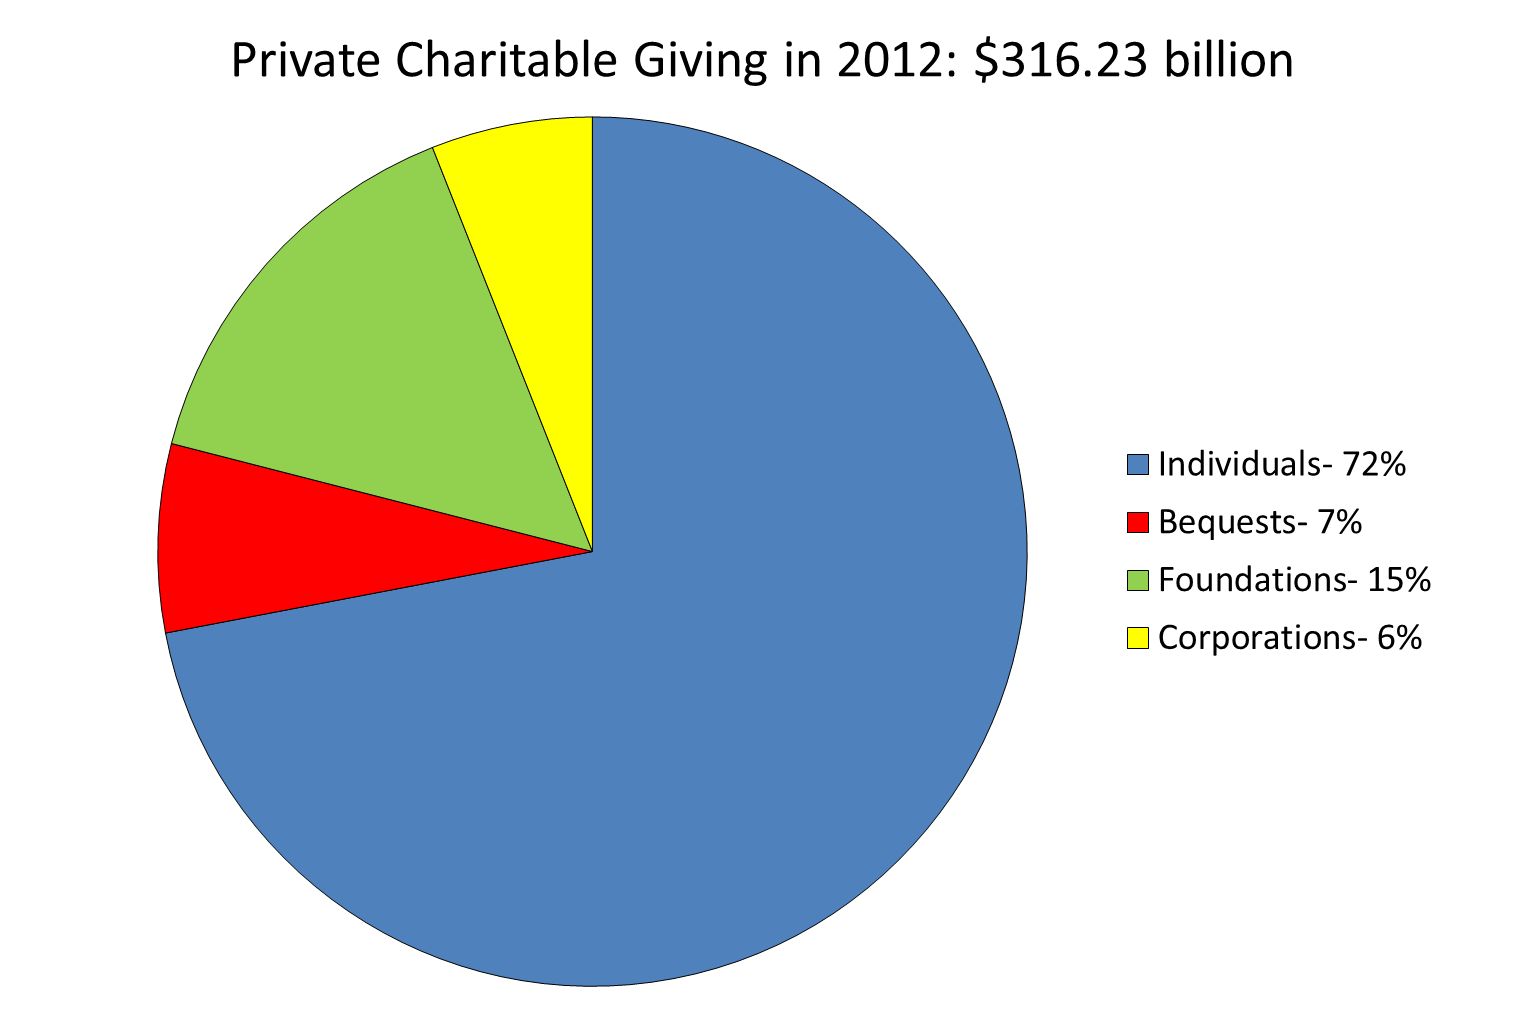 Private Charitable Giving in 2012: $316.23 billion
Individuals- 72%
Bequests- 7%
Foundations- 15%
Corporations- 6%